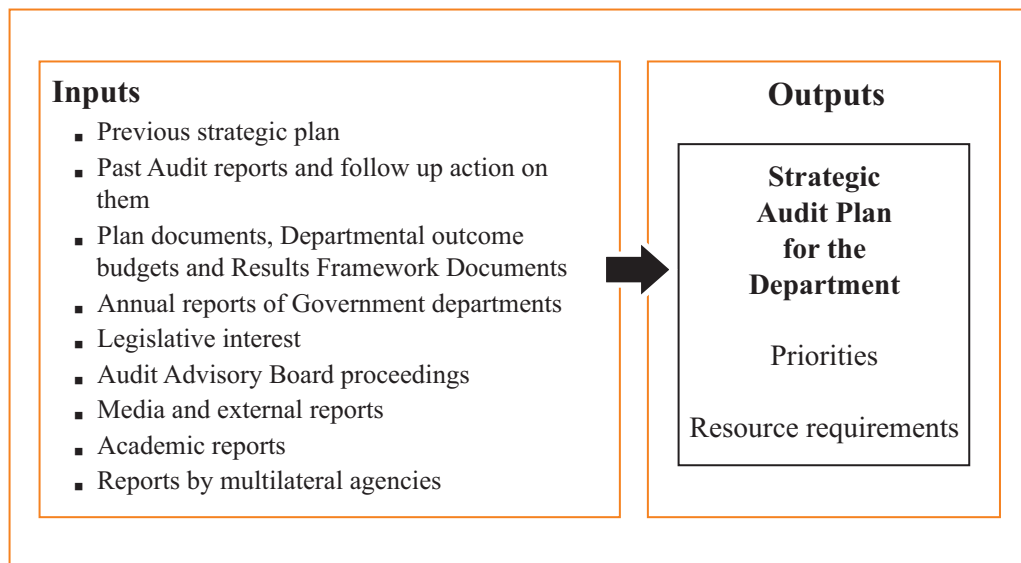 Inputs
▪ Previous strategic plan
▪ Past Audit reports and follow up action on
them
▪ Plan documents, Departmental outcome
budgets and Results Framework Documents
▪ Annual reports of Government departments
▪ Legislative interest
▪ Audit Advisory Board proceedings
▪ Media and external reports
▪ Academic reports
▪ Reports by multilateral agencies
Outputs
Strategic
Audit Plan
for the
Department
Priorities
Resource requirements